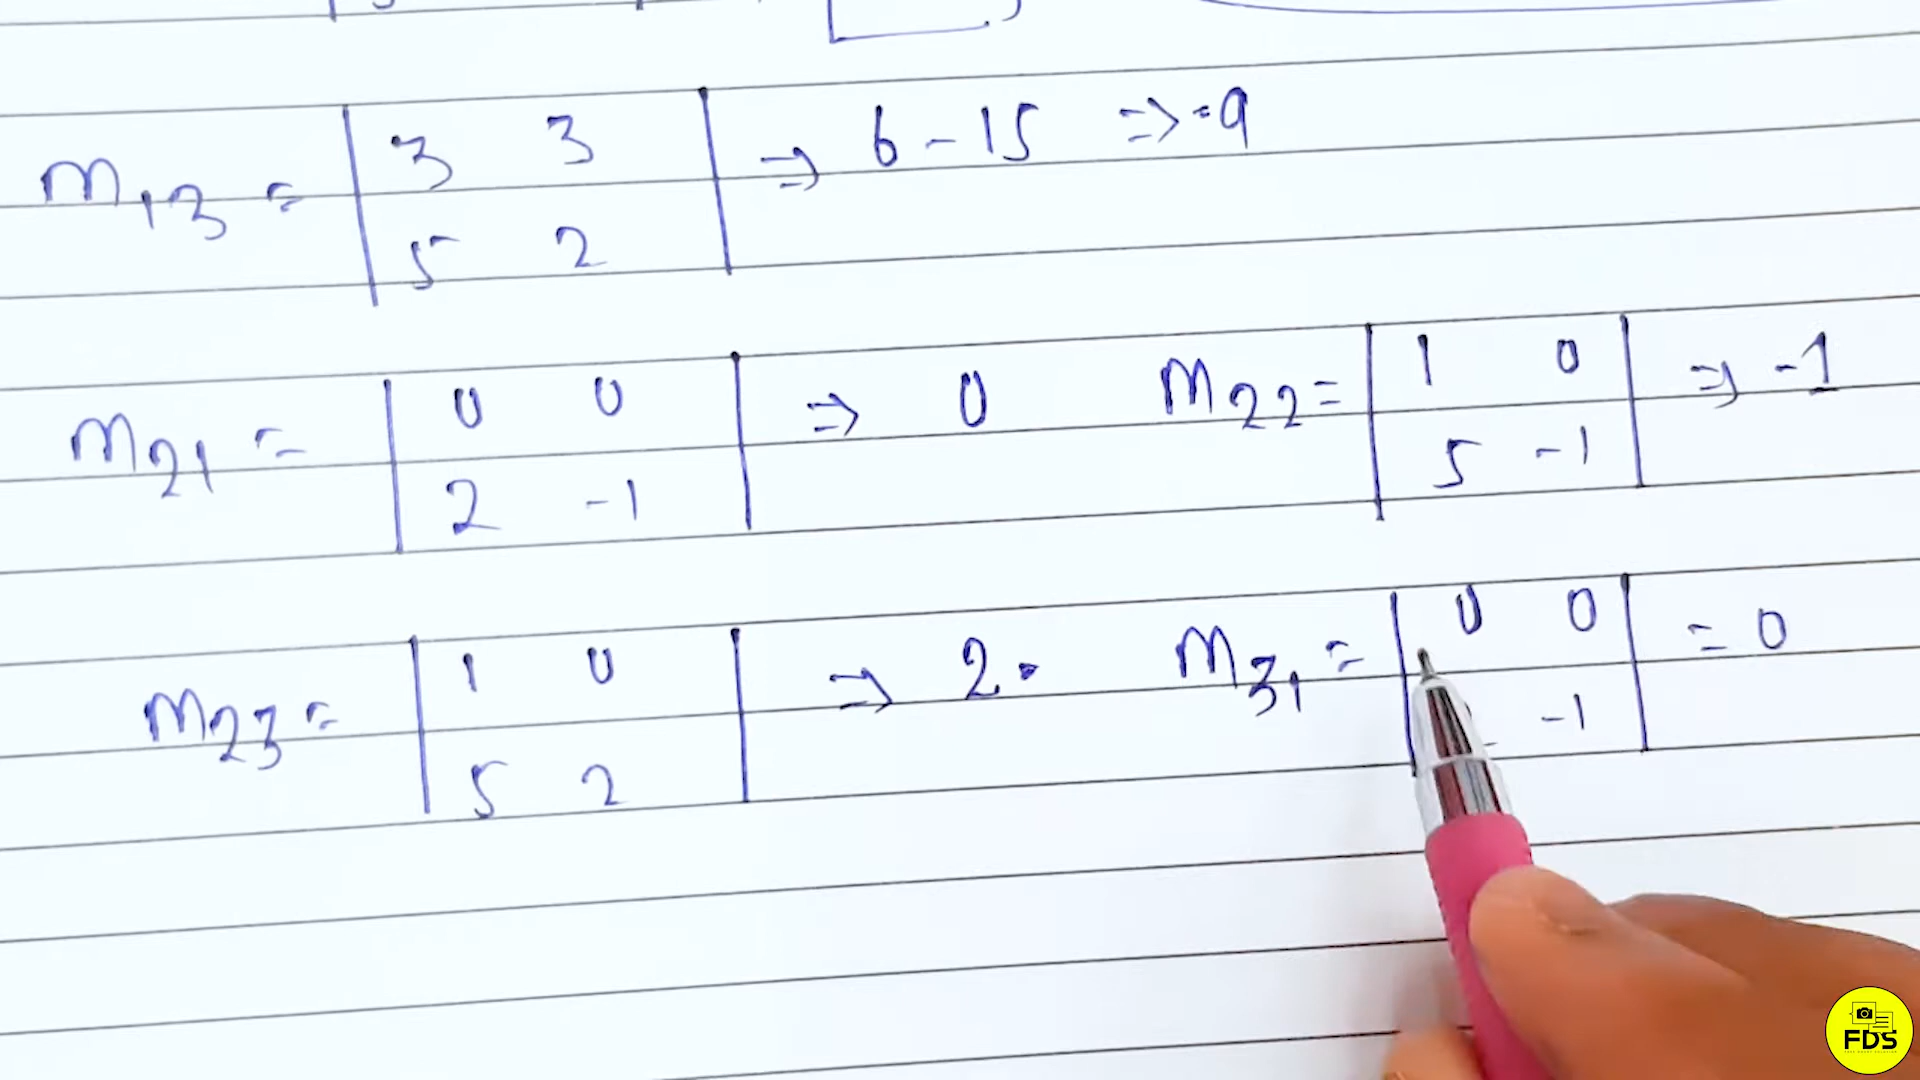 m13 = | 3 3 | => 6 - 15 => -9
| 5 2 |
m21 = | 0 0 | => 0 m22 = | 1 0 | => -1
| 2 -1 | | 5 -1 |
m23 = | 1 0 | => 2. m31 = | 0 0 | = 0
| 5 2 | | -1 |
FDS